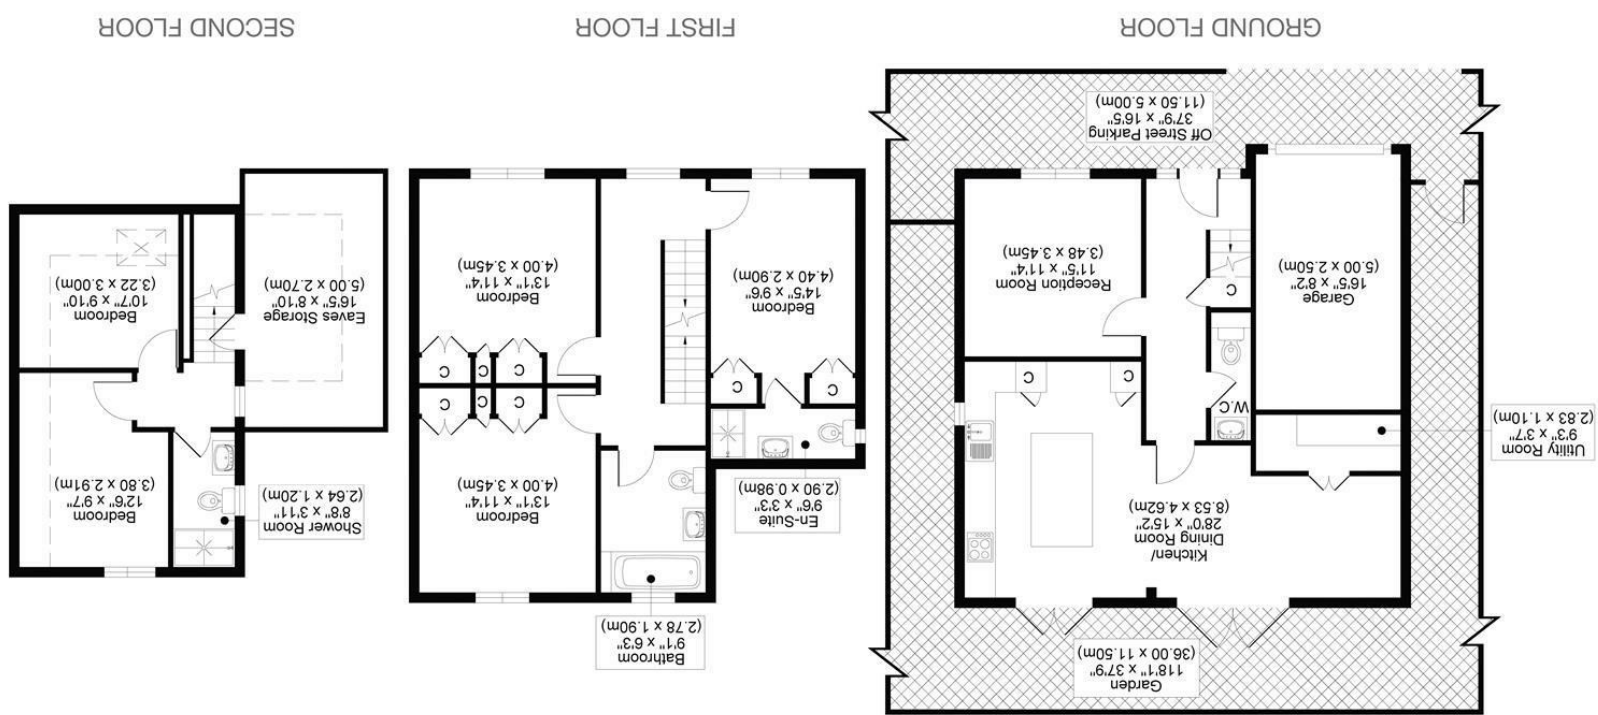 Garden
118'1" x 37'9"
(36.00 x 11.50m)
Kitchen/
Dining Room
28'0" x 15'2"
(8.53 x 4.62m)
Utility Room
9'3" x 3'7"
(2.83 x 1.10m)
W.C
C
C
C
Garage
16'5" x 8'2"
(5.00 x 2.50m)
Reception Room
11'5" x 11'4"
(3.48 x 3.45m)
Off Street Parking
37'9" x 16'5"
(11.50 x 5.00m)
GROUND FLOOR
Bathroom
9'1" x 6'3"
(2.78 x 1.90m)
En-Suite
9'6" x 3'3"
(2.90 x 0.98m)
Bedroom
13'1" x 11'4"
(4.00 x 3.45m)
C
C
C
C
C
C
C
C
Bedroom
14'5" x 9'6"
(4.40 x 2.90m)
Bedroom
13'1" x 11'4"
(4.00 x 3.45m)
FIRST FLOOR
Shower Room
8'8" x 3'11"
(2.64 x 1.20m)
Bedroom
12'6" x 9'7"
(3.80 x 2.91m)
Eaves Storage
16'5" x 8'10"
(5.00 x 2.70m)
Bedroom
10'7" x 9'10"
(3.22 x 3.00m)
SECOND FLOOR